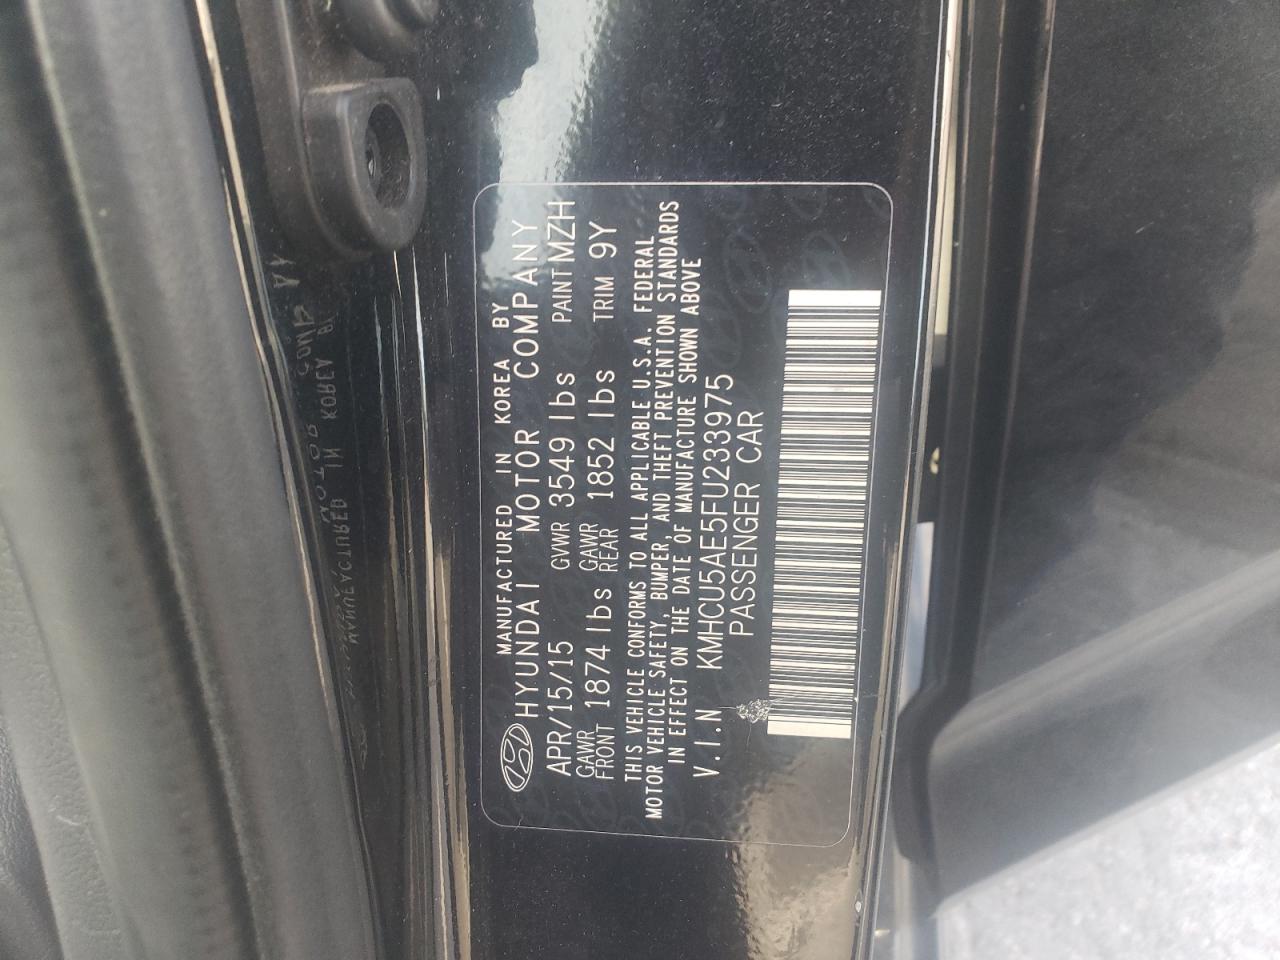 MANUFACTURED IN KOREA BY
HYUNDAI MOTOR COMPANY
APR/15/15 GVWR 3549 lbs PAINT MZH
GAWR FRONT 1874 lbs GAWR REAR 1852 lbs TRIM 9Y
THIS VEHICLE CONFORMS TO ALL APPLICABLE U.S.A. FEDERAL
MOTOR VEHICLE SAFETY, BUMPER, AND THEFT PREVENTION STANDARDS
IN EFFECT ON THE DATE OF MANUFACTURE SHOWN ABOVE
V.I.N KMHCU5AE5FU233975
PASSENGER CAR